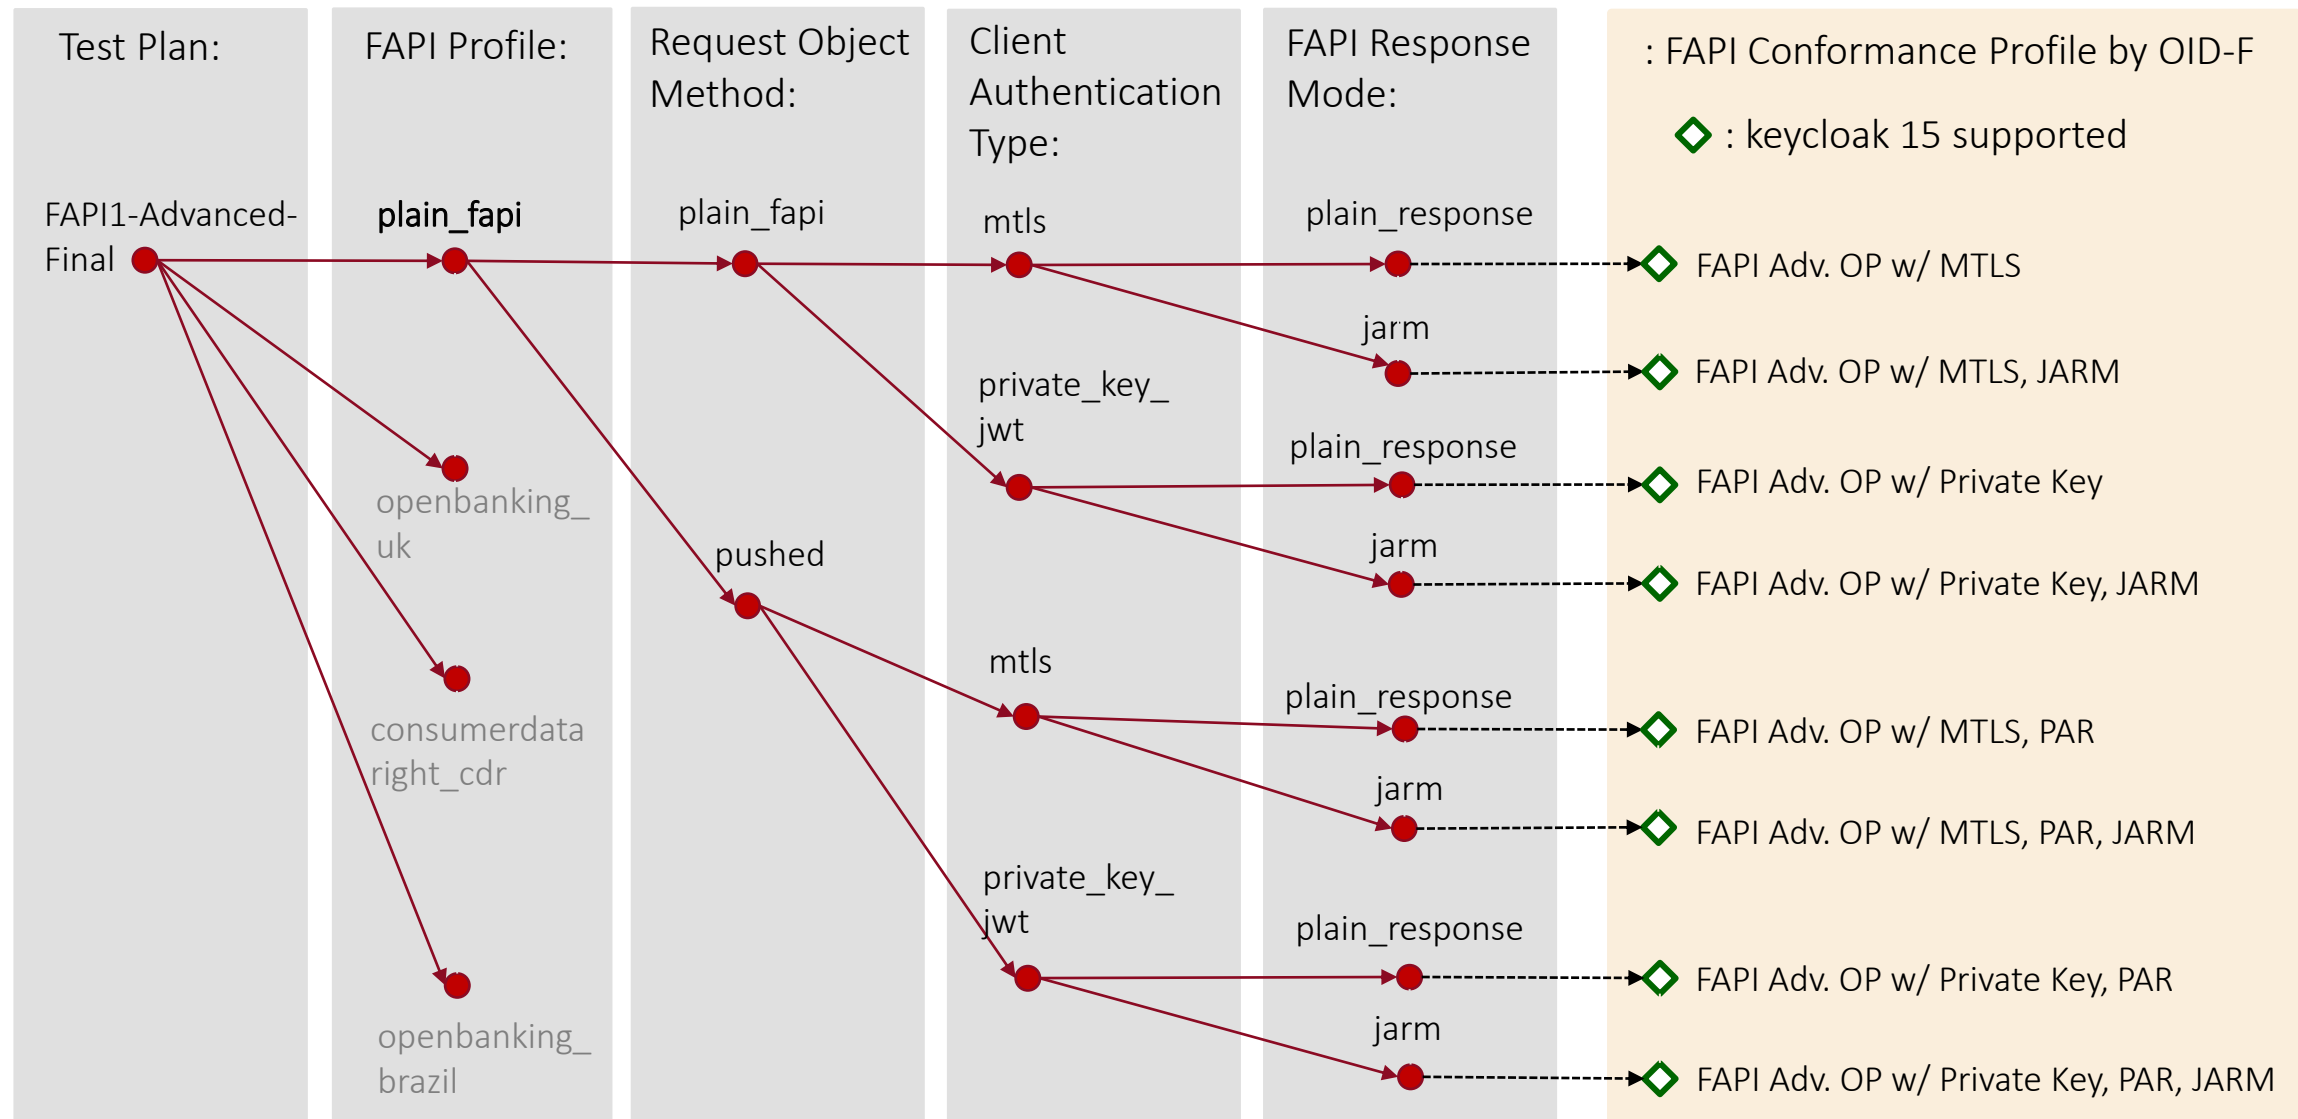 Test Plan:
FAPI Profile:
Request Object
Method:
Client
Authentication
Type:
FAPI Response
Mode:
: FAPI Conformance Profile by OID-F
: keycloak 15 supported
FAPI1-Advanced-
Final
plain_fapi
openbanking_
uk
consumerdata
right_cdr
openbanking_
brazil
plain_fapi
pushed
mtls
private_key_
jwt
mtls
private_key_
jwt
plain_response
jarm
plain_response
jarm
plain_response
jarm
plain_response
jarm
FAPI Adv. OP w/ MTLS
FAPI Adv. OP w/ MTLS, JARM
FAPI Adv. OP w/ Private Key
FAPI Adv. OP w/ Private Key, JARM
FAPI Adv. OP w/ MTLS, PAR
FAPI Adv. OP w/ MTLS, PAR, JARM
FAPI Adv. OP w/ Private Key, PAR
FAPI Adv. OP w/ Private Key, PAR, JARM